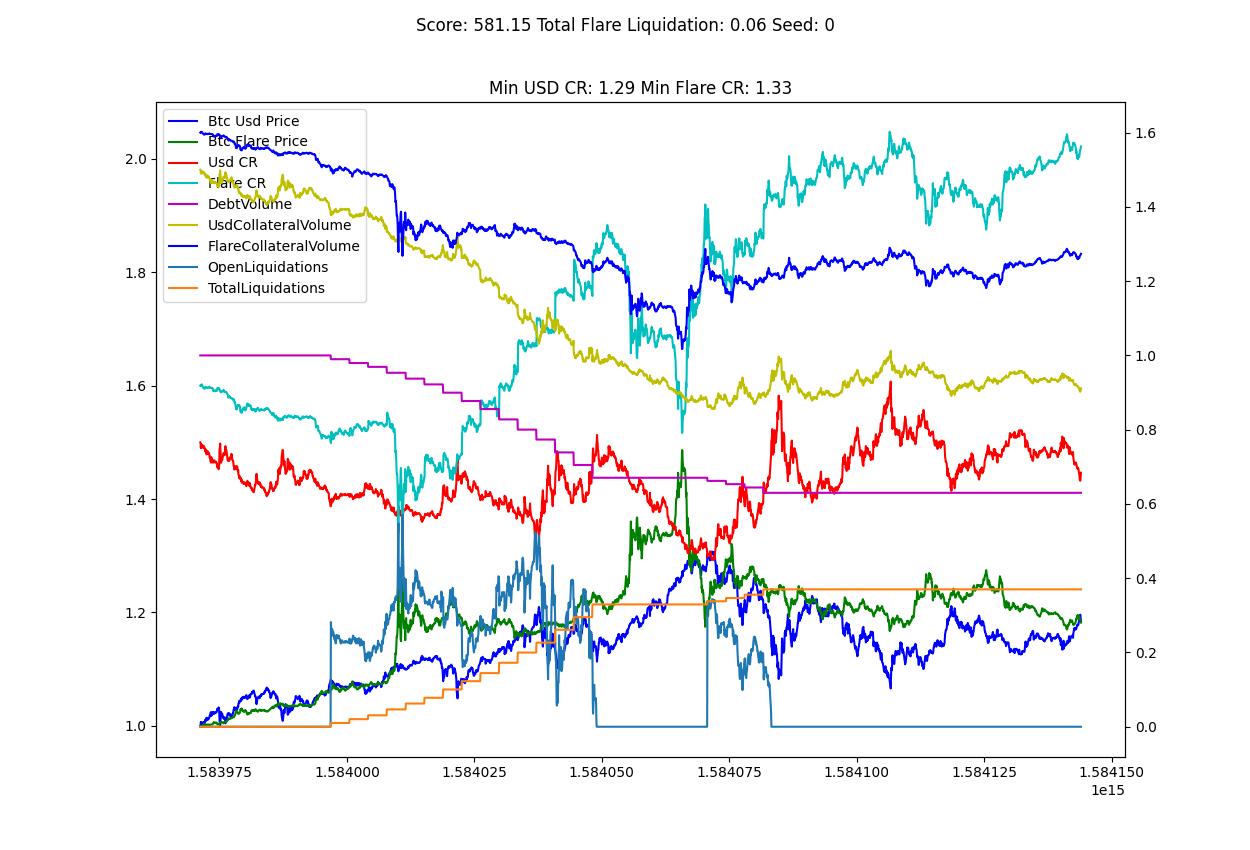 Score: 581.15 Total Flare Liquidation: 0.06 Seed: 0
Min USD CR: 1.29 Min Flare CR: 1.33
Btc Usd Price
Btc Flare Price
Usd CR
Flare CR
DebtVolume
UsdCollateralVolume
FlareCollateralVolume
OpenLiquidations
TotalLiquidations
2.0
1.8
1.6
1.4
1.2
1.0
1.6
1.4
1.2
1.0
0.8
0.6
0.4
0.2
0.0
1.583975 1.584000 1.584025 1.584050 1.584075 1.584100 1.584125 1.584150
1e15